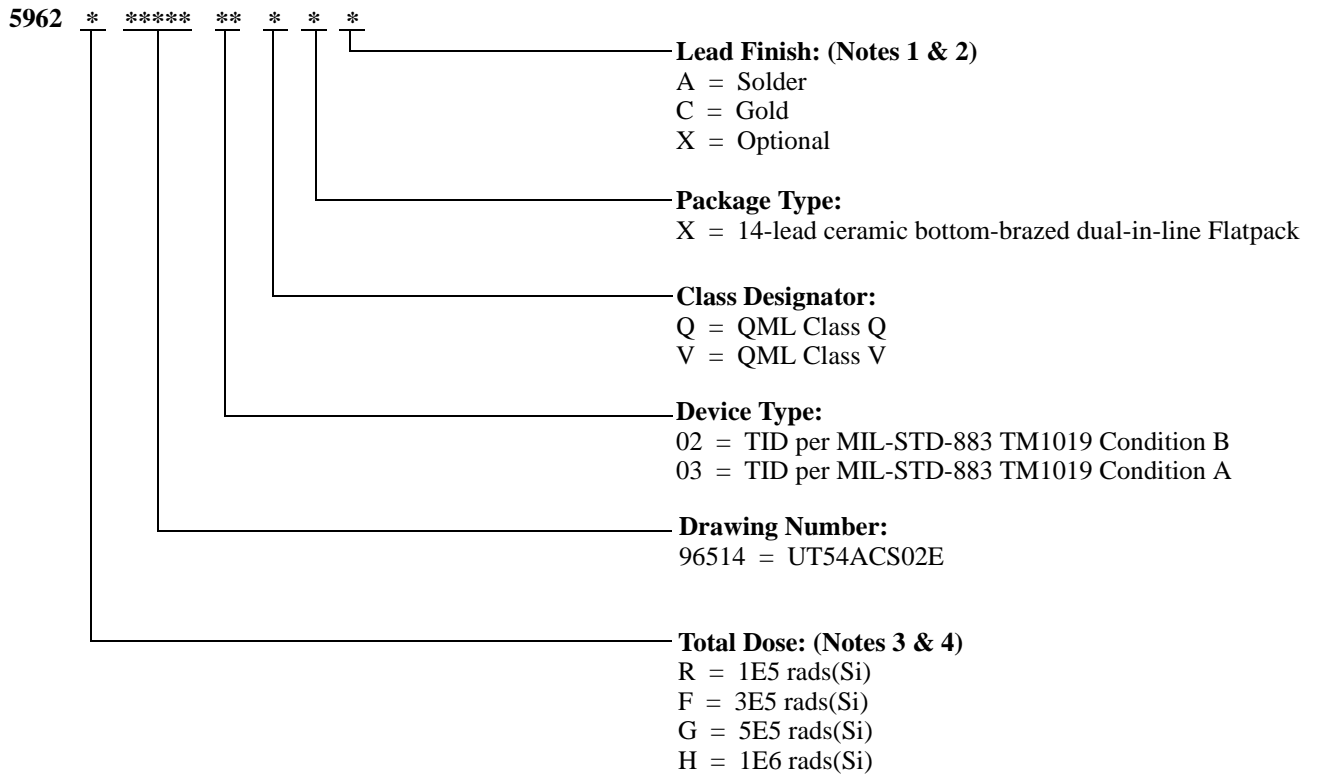 5962 * ***** ** * * *
Lead Finish: (Notes 1 & 2)
A = Solder
C = Gold
X = Optional
Package Type:
X = 14-lead ceramic bottom-brazed dual-in-line Flatpack
Class Designator:
Q = QML Class Q
V = QML Class V
Device Type:
02 = TID per MIL-STD-883 TM1019 Condition B
03 = TID per MIL-STD-883 TM1019 Condition A
Drawing Number:
96514 = UT54ACS02E
Total Dose: (Notes 3 & 4)
R = 1E5 rads(Si)
F = 3E5 rads(Si)
G = 5E5 rads(Si)
H = 1E6 rads(Si)